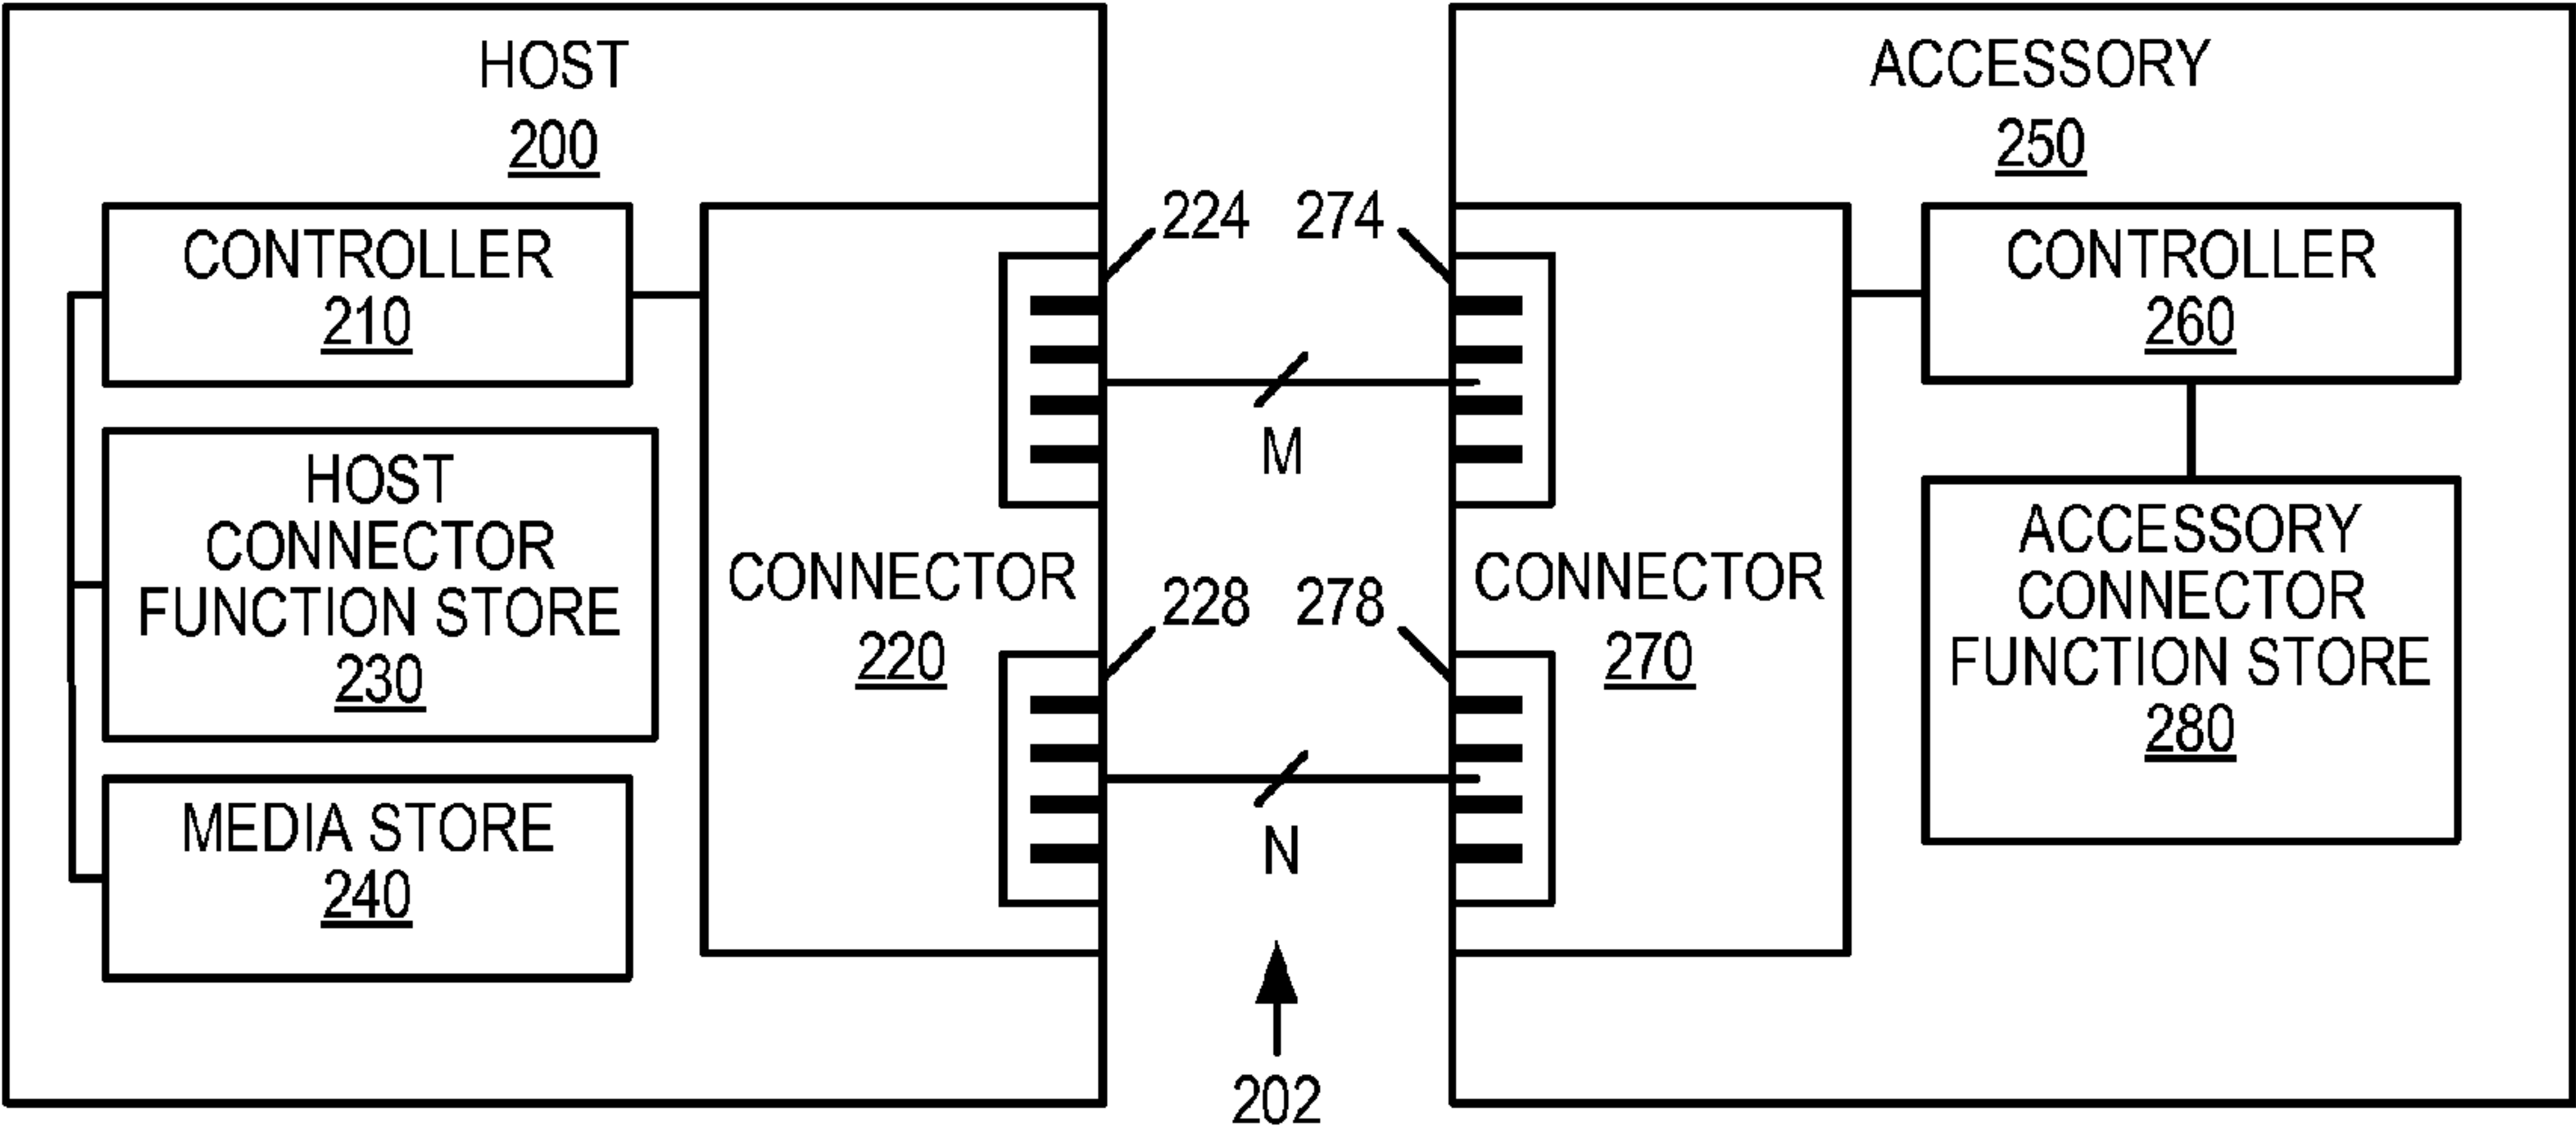 HOST
200
CONTROLLER
210
HOST
CONNECTOR
FUNCTION STORE
230
MEDIA STORE
240
CONNECTOR
220
224
228
M
N
202
274
278
CONNECTOR
270
ACCESSORY
250
CONTROLLER
260
ACCESSORY
CONNECTOR
FUNCTION STORE
280